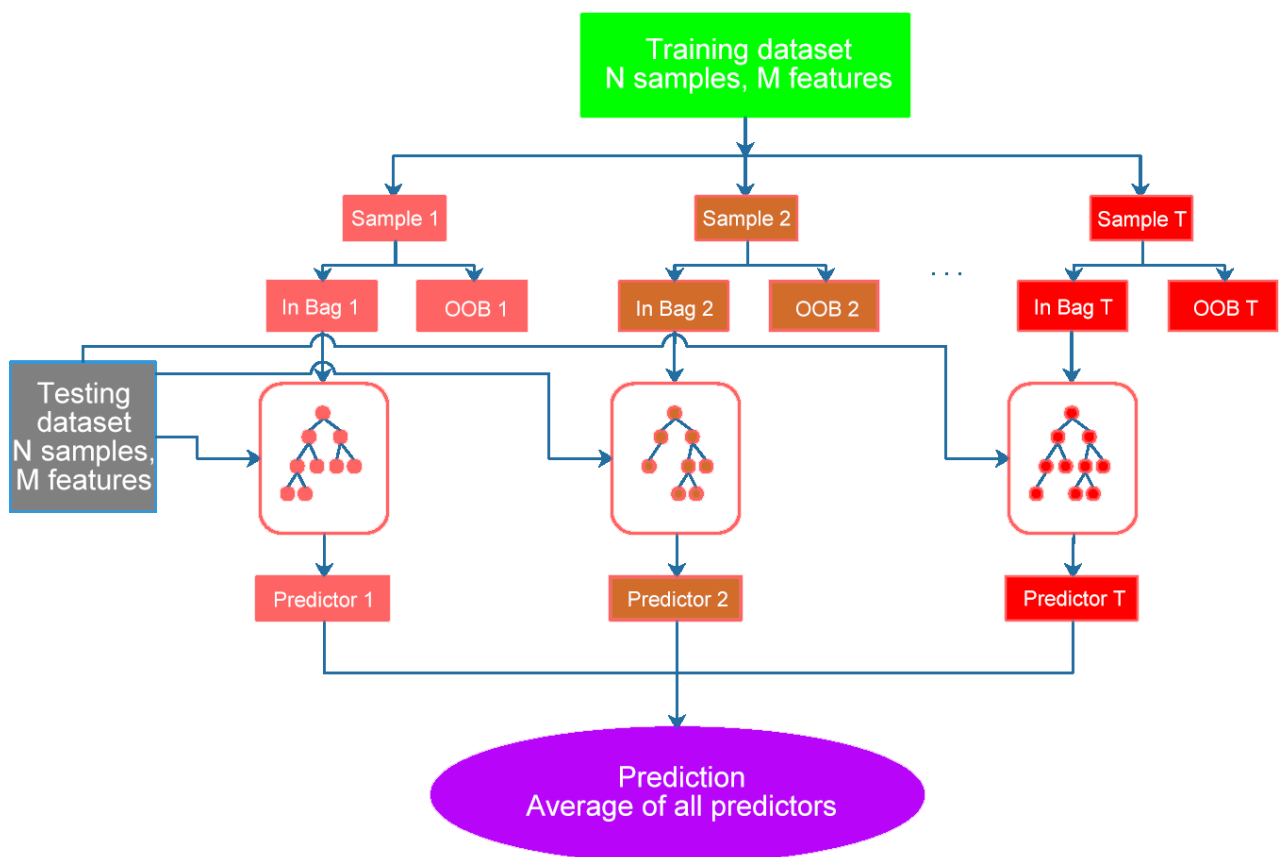 Training dataset
N samples, M features
Sample 1
Sample 2
Sample T
In Bag 1
OOB 1
In Bag 2
OOB 2
. . .
In Bag T
OOB T
Testing
dataset
N samples,
M features
Predictor 1
Predictor 2
Predictor T
Prediction
Average of all predictors